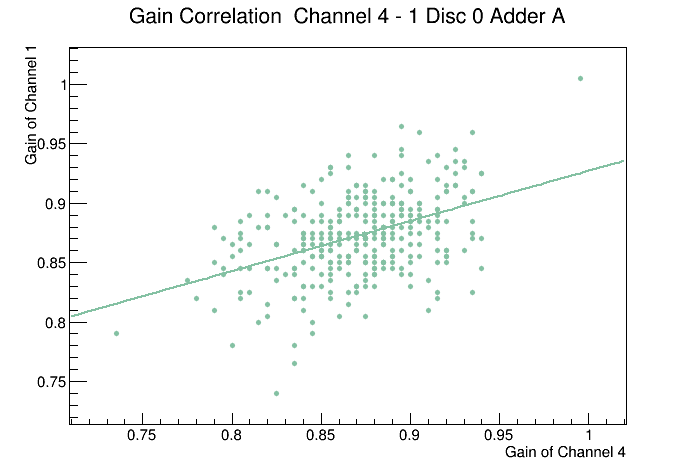 Gain Correlation  Channel 4 - 1 Disc 0 Adder A
Gain of Channel 1
1
0.95
0.9
0.85
0.8
0.75
0.75 0.8 0.85 0.9 0.95 1
Gain of Channel 4